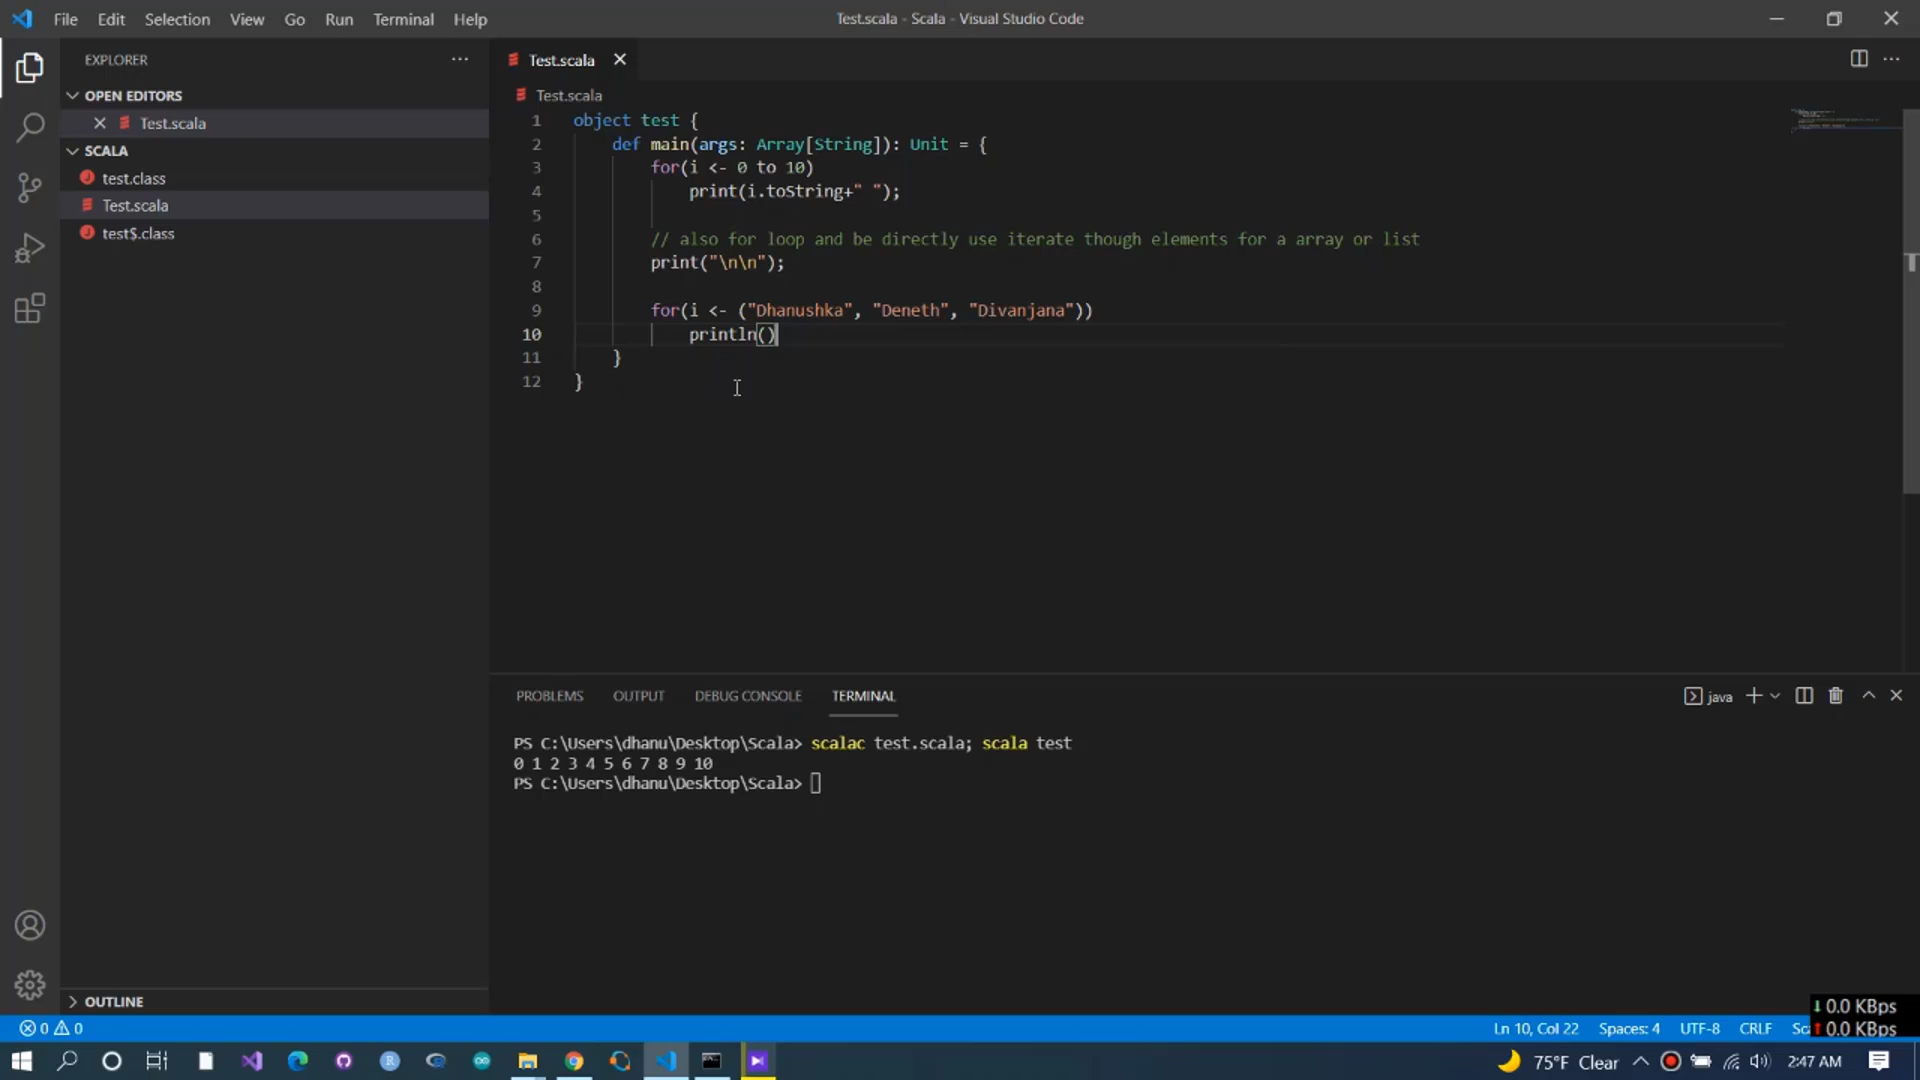 File Edit Selection View Go Run Terminal Help
Test.scala - Scala - Visual Studio Code
EXPLORER
OPEN EDITORS
Test.scala
SCALA
test.class
Test.scala
test$.class
OUTLINE
Test.scala
Test.scala
1 object test {
2 def main(args: Array[String]): Unit = {
3 for(i <- 0 to 10)
4 print(i.toString+" ");
5
6 // also for loop and be directly use iterate though elements for a array or list
7 print("\n\n");
8
9 for(i <- ("Dhanushka", "Deneth", "Divanjana"))
10 println()
11 }
12 }
PROBLEMS OUTPUT DEBUG CONSOLE TERMINAL
java
PS C:\Users\dhanu\Desktop\Scala> scalac test.scala; scala test
0 1 2 3 4 5 6 7 8 9 10
PS C:\Users\dhanu\Desktop\Scala>
0.0 KBps
0 0 Ln 10, Col 22 Spaces: 4 UTF-8 CRLF Sc
0.0 KBps
75°F Clear 2:47 AM